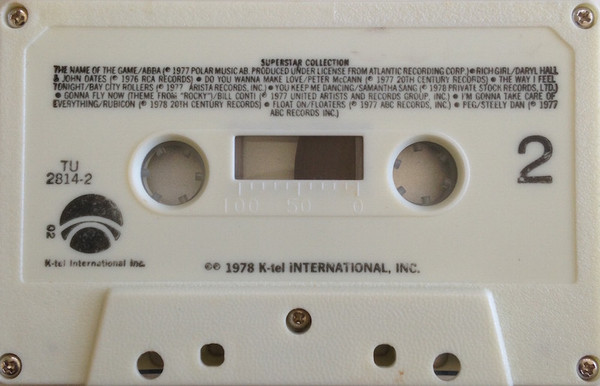 SUPERSTAR COLLECTION
THE NAME OF THE GAME/ABBA (℗ 1977 POLAR MUSIC AB. PRODUCED UNDER LICENSE FROM ATLANTIC RECORDING CORP.) ● RICH GIRL/DARYL HALL
& JOHN OATES (℗ 1976 RCA RECORDS) ● DO YOU WANNA MAKE LOVE/PETER McCANN (℗ 1977 20TH CENTURY RECORDS) ● THE WAY I FEEL
TONIGHT/BAY CITY ROLLERS (℗ 1977 ARISTA RECORDS, INC.) ● YOU KEEP ME DANCING/SAMANTHA SANG (℗ 1978 PRIVATE STOCK RECORDS, LTD.)
● GONNA FLY NOW (THEME FROM "ROCKY")/BILL CONTI (℗ 1977 UNITED ARTISTS AND RECORDS GROUP, INC.) ● I'M GONNA TAKE CARE OF
EVERYTHING/RUBICON (℗ 1978 20TH CENTURY RECORDS) ● FLOAT ON/FLOATERS (℗ 1977 ABC RECORDS, INC.) ● PEG/STEELY DAN (℗ 1977
ABC RECORDS INC.)
2
TU
2814-2
100 50 0
Q2
K-tel International Inc.
©℗ 1978 K-tel INTERNATIONAL, INC.